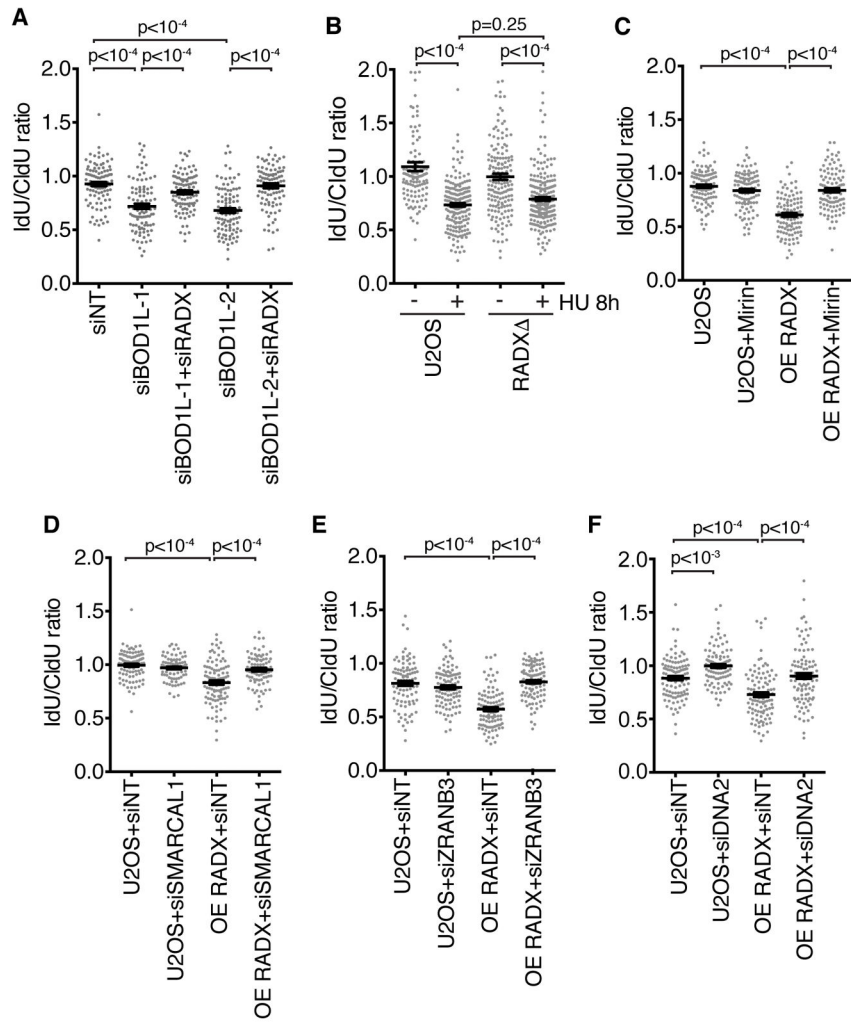 A
p<10-4
p<10-4 p<10-4 p<10-4
IdU/CldU ratio
2.0
1.5
1.0
0.5
0.0
siNT
siBOD1L-1
siBOD1L-1+siRADX
siBOD1L-2
siBOD1L-2+siRADX
B
p=0.25
p<10-4 p<10-4
IdU/CldU ratio
2.0
1.5
1.0
0.5
0.0
- + - + HU 8h
U2OS
RADXΔ
C
p<10-4 p<10-4
IdU/CldU ratio
2.0
1.5
1.0
0.5
0.0
U2OS
U2OS+Mirin
OE RADX
OE RADX+Mirin
D
p<10-4 p<10-4
IdU/CldU ratio
2.0
1.5
1.0
0.5
0.0
U2OS+siNT
U2OS+siSMARCAL1
OE RADX+siNT
OE RADX+siSMARCAL1
E
p<10-4 p<10-4
IdU/CldU ratio
2.0
1.5
1.0
0.5
0.0
U2OS+siNT
U2OS+siZRANB3
OE RADX+siNT
OE RADX+siZRANB3
F
p<10-4 p<10-4
p<10-3
IdU/CldU ratio
2.0
1.5
1.0
0.5
0.0
U2OS+siNT
U2OS+siDNA2
OE RADX+siNT
OE RADX+siDNA2